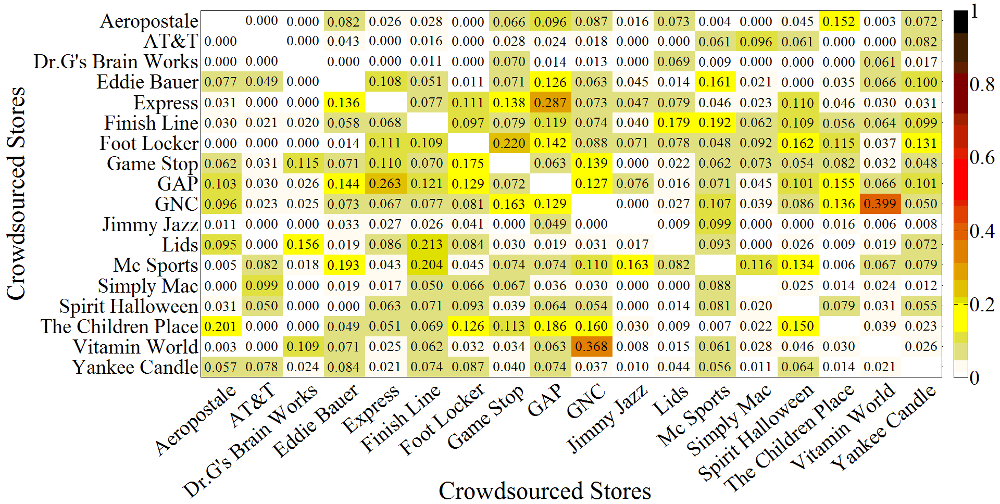 Crowdsourced Stores
Aeropostale 0.000 0.000 0.082 0.026 0.028 0.000 0.066 0.096 0.087 0.016 0.073 0.004 0.000 0.045 0.152 0.003 0.072
AT&T 0.000 0.000 0.043 0.000 0.016 0.000 0.028 0.024 0.018 0.000 0.000 0.061 0.096 0.061 0.000 0.000 0.082
Dr.G's Brain Works 0.000 0.000 0.000 0.000 0.011 0.000 0.070 0.014 0.013 0.000 0.069 0.009 0.000 0.000 0.000 0.061 0.017
Eddie Bauer 0.077 0.049 0.000 0.108 0.051 0.011 0.071 0.126 0.063 0.045 0.014 0.161 0.021 0.000 0.035 0.066 0.100
Express 0.031 0.000 0.000 0.136 0.077 0.111 0.138 0.287 0.073 0.047 0.079 0.046 0.023 0.110 0.046 0.030 0.031
Finish Line 0.030 0.021 0.020 0.058 0.068 0.097 0.079 0.119 0.074 0.040 0.179 0.192 0.062 0.109 0.056 0.064 0.099
Foot Locker 0.000 0.000 0.000 0.014 0.111 0.109 0.220 0.142 0.088 0.071 0.078 0.048 0.092 0.162 0.115 0.037 0.131
Game Stop 0.062 0.031 0.115 0.071 0.110 0.070 0.175 0.063 0.139 0.000 0.022 0.062 0.073 0.054 0.082 0.032 0.048
GAP 0.103 0.030 0.026 0.144 0.263 0.121 0.129 0.072 0.127 0.076 0.016 0.071 0.045 0.101 0.155 0.066 0.101
GNC 0.096 0.023 0.025 0.073 0.067 0.077 0.081 0.163 0.129 0.000 0.027 0.107 0.039 0.086 0.136 0.399 0.050
Jimmy Jazz 0.011 0.000 0.000 0.033 0.027 0.026 0.041 0.000 0.049 0.000 0.009 0.099 0.000 0.000 0.016 0.006 0.008
Lids 0.095 0.000 0.156 0.019 0.086 0.213 0.084 0.030 0.019 0.031 0.017 0.093 0.000 0.026 0.009 0.019 0.072
Mc Sports 0.005 0.082 0.018 0.193 0.043 0.204 0.045 0.074 0.074 0.110 0.163 0.082 0.116 0.134 0.006 0.067 0.079
Simply Mac 0.000 0.099 0.000 0.019 0.017 0.050 0.066 0.067 0.036 0.030 0.000 0.000 0.088 0.025 0.014 0.024 0.012
Spirit Halloween 0.031 0.050 0.000 0.000 0.063 0.071 0.093 0.039 0.064 0.054 0.000 0.014 0.081 0.020 0.079 0.031 0.055
The Children Place 0.201 0.000 0.000 0.049 0.051 0.069 0.126 0.113 0.186 0.160 0.030 0.009 0.007 0.022 0.150 0.039 0.023
Vitamin World 0.003 0.000 0.109 0.071 0.025 0.062 0.032 0.034 0.063 0.368 0.008 0.015 0.061 0.028 0.046 0.030 0.026
Yankee Candle 0.057 0.078 0.024 0.084 0.021 0.074 0.087 0.040 0.074 0.037 0.010 0.044 0.056 0.011 0.064 0.014 0.021
1
0.8
0.6
0.4
0.2
0
Aeropostale
AT&T
Dr.G's Brain Works
Eddie Bauer
Express
Finish Line
Foot Locker
Game Stop
GAP
GNC
Jimmy Jazz
Lids
Mc Sports
Simply Mac
Spirit Halloween
The Children Place
Vitamin World
Yankee Candle
Crowdsourced Stores